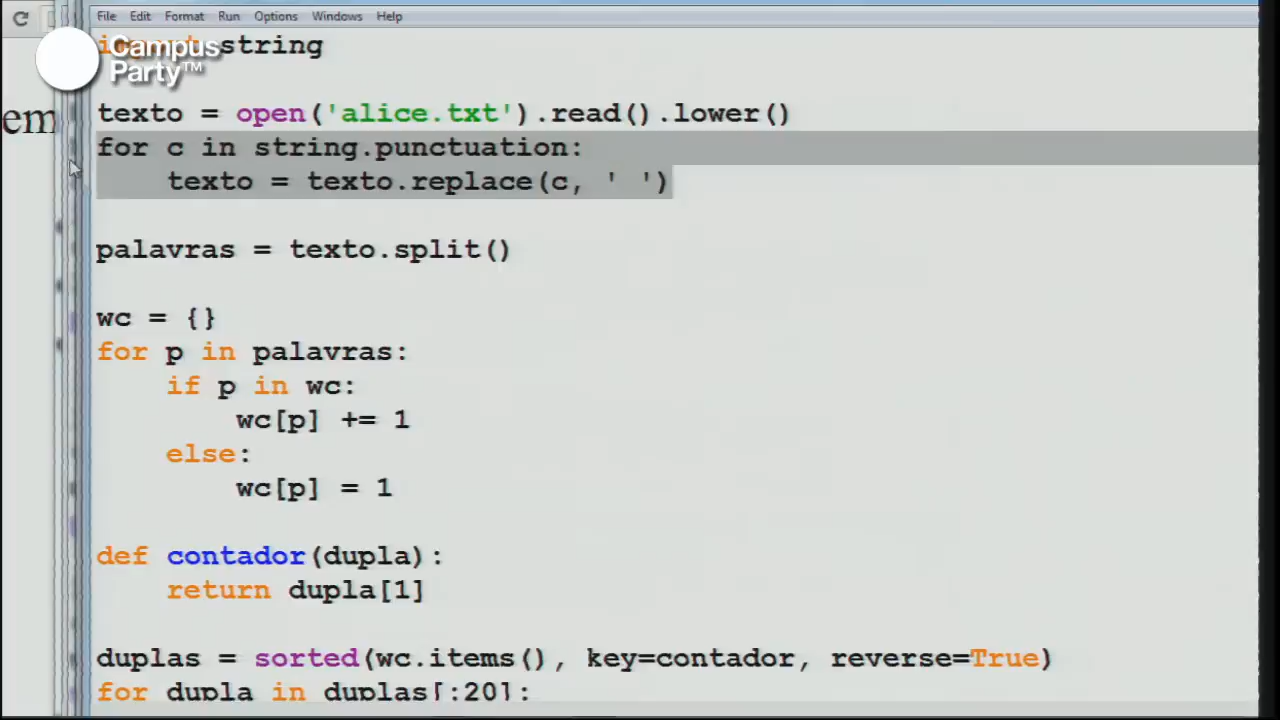 File Edit Format Run Options Windows Help
import string
Campus
Party™
texto = open('alice.txt').read().lower()
em
for c in string.punctuation:
    texto = texto.replace(c, ' ')
palavras = texto.split()
wc = {}
for p in palavras:
    if p in wc:
        wc[p] += 1
    else:
        wc[p] = 1
def contador(dupla):
    return dupla[1]
duplas = sorted(wc.items(), key=contador, reverse=True)
for dupla in duplas[:20]: